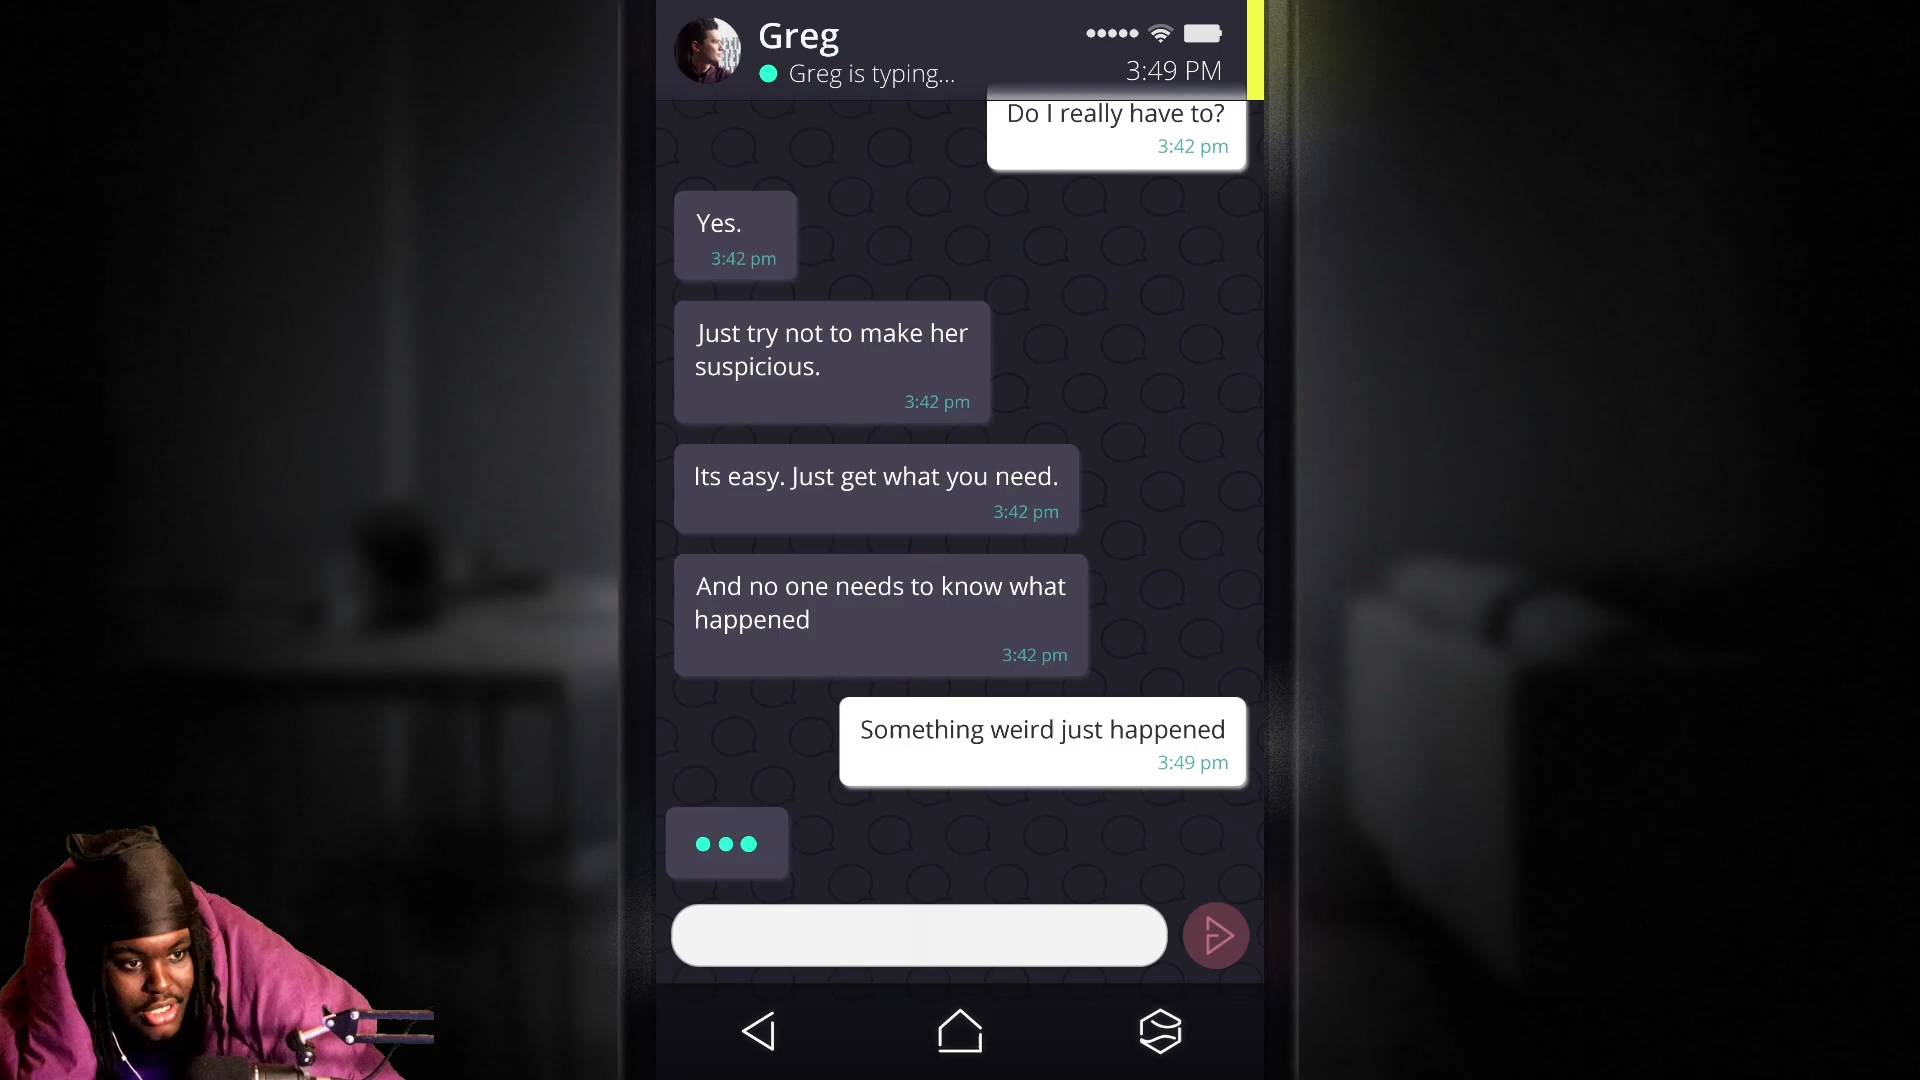 Greg
Greg is typing...
3:49 PM
Do I really have to?
3:42 pm
Yes.
3:42 pm
Just try not to make her
suspicious.
3:42 pm
Its easy. Just get what you need.
3:42 pm
And no one needs to know what
happened
3:42 pm
Something weird just happened
3:49 pm